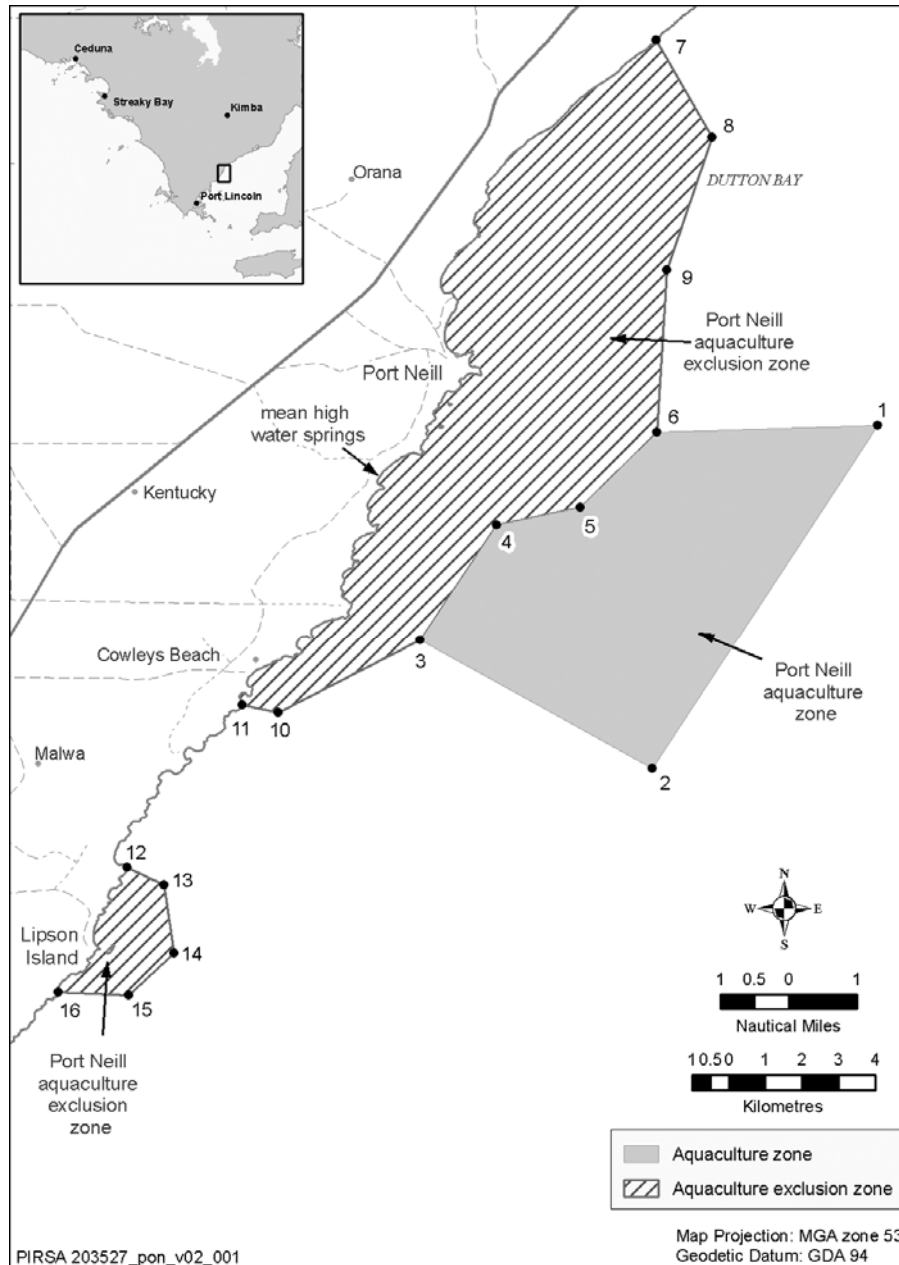 Ceduna
Streaky Bay
Kimba
Port Lincoln
7
8
Orana
DUTTON BAY
9
Port Neill
aquaculture
exclusion zone
Port Neill
mean high
water springs
6
1
Kentucky
5
4
3
Cowleys Beach
Port Neill
aquaculture
zone
11
10
Malwa
2
12
13
Lipson
Island
14
16
15
Port Neill
aquaculture
exclusion
zone
N
W
E
S
1 0.5 0 1
Nautical Miles
1 0.5 0 1 2 3 4
Kilometres
Aquaculture zone
Aquaculture exclusion zone
PIRSA 203527_pon_v02_001
Map Projection: MGA zone 53
Geodetic Datum: GDA 94